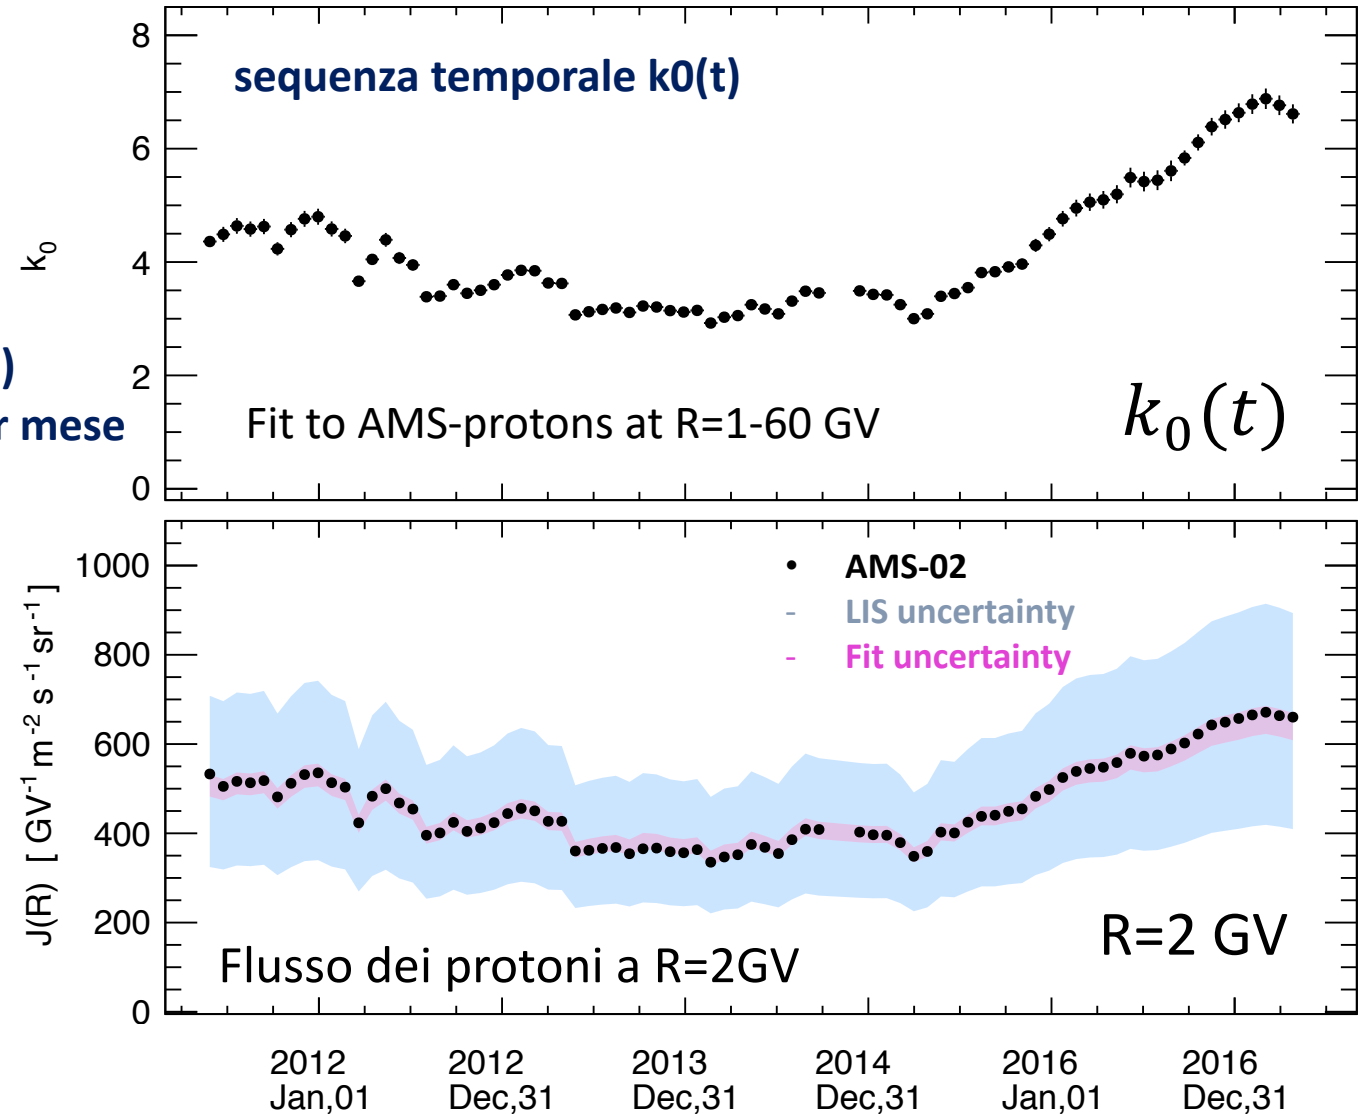 8
sequenza temporale k0(t)
6
k0
4
)
2
r mese
Fit to AMS-protons at R=1-60 GV
k0(t)
0
J(R) [ GV-1 m-2 s-1 sr-1 ]
1000
AMS-02
- LIS uncertainty
800
- Fit uncertainty
600
400
200
R=2 GV
Flusso dei protoni a R=2GV
0
2012 2012 2013 2014 2016 2016
Jan,01 Dec,31 Dec,31 Dec,31 Jan,01 Dec,31